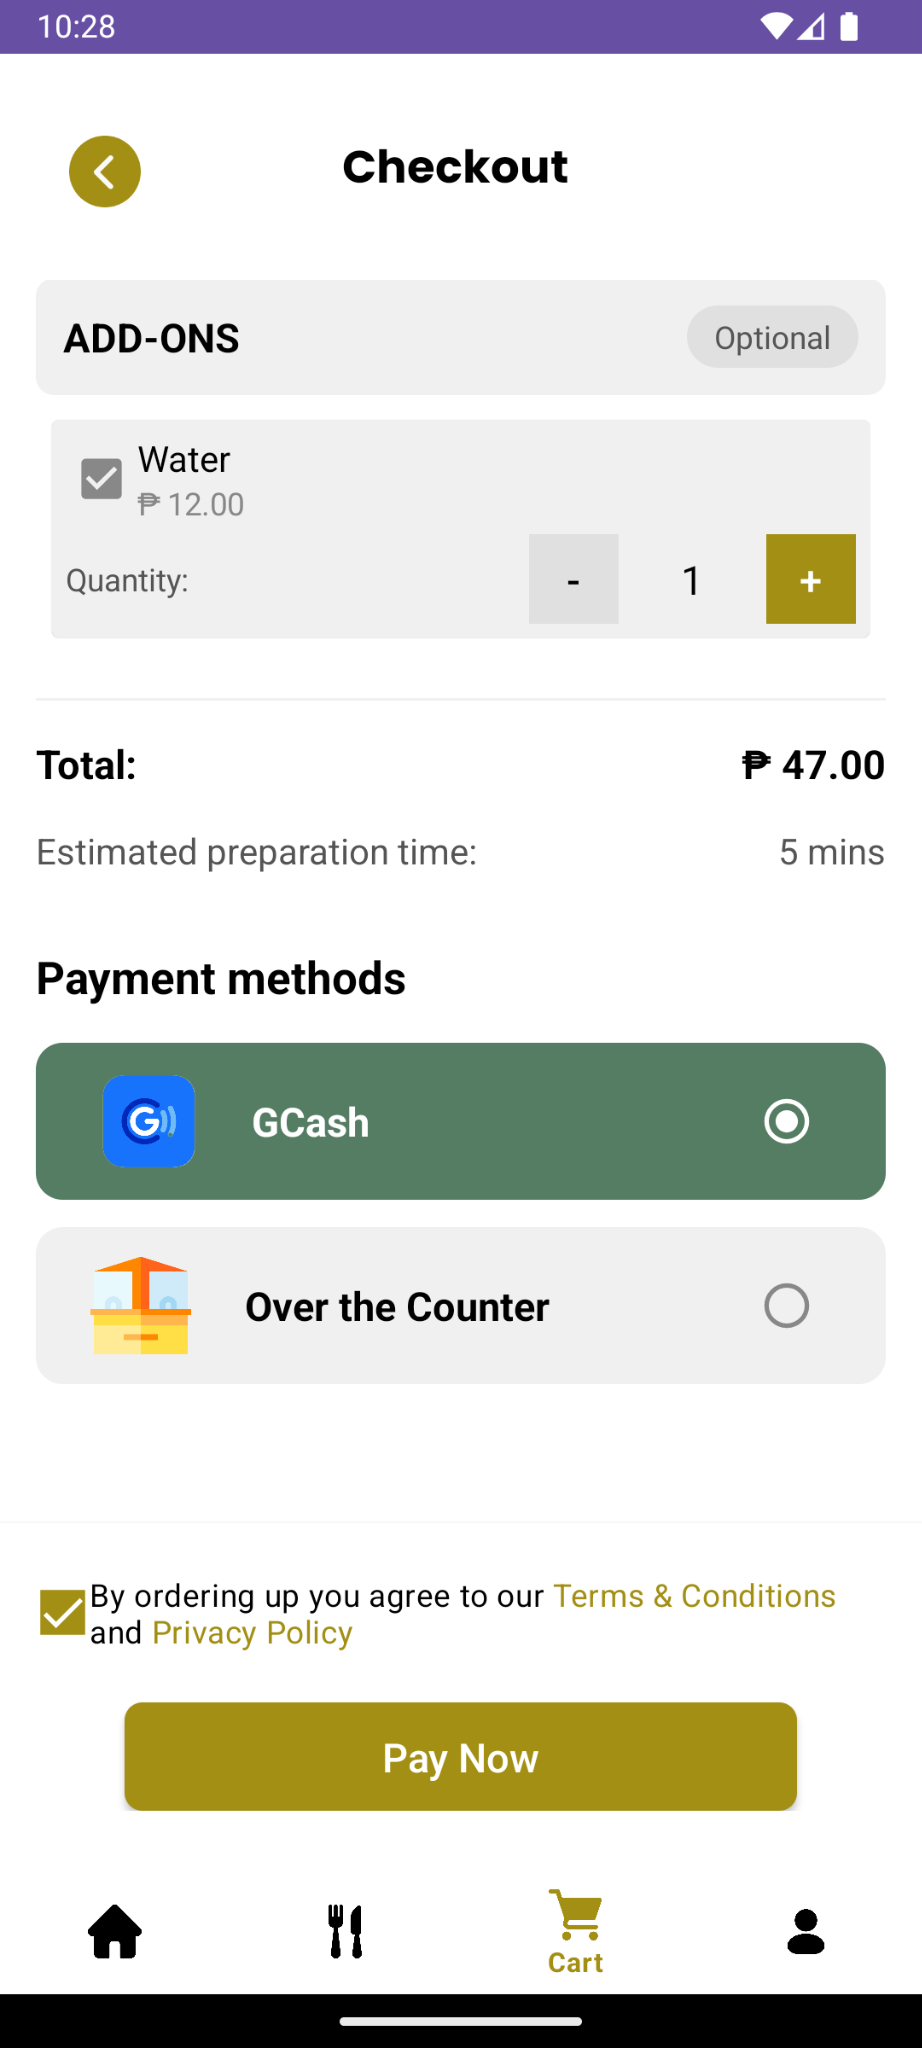 10:28
Checkout
ADD-ONS
Optional
Water
₱ 12.00
Quantity:
-
1
+
Total:
₱ 47.00
Estimated preparation time:
5 mins
Payment methods
G
GCash
Over the Counter
By ordering up you agree to our Terms & Conditions
and Privacy Policy
Pay Now
Cart